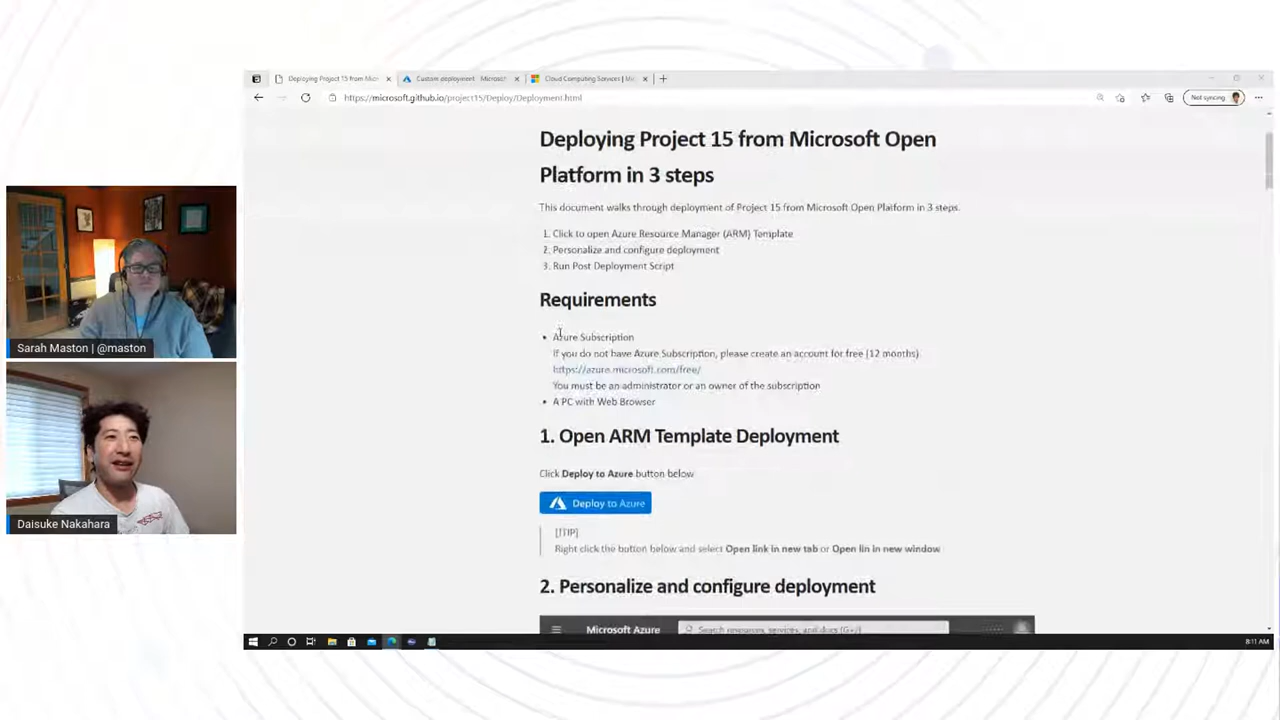 Deploying Project 15 from Micr
Custom deployment - Microsoft
Cloud Computing Services | Mi
https://microsoft.github.io/project15/Deploy/Deployment.html
Not syncing
Deploying Project 15 from Microsoft Open
Platform in 3 steps
This document walks through deployment of Project 15 from Microsoft Open Platform in 3 steps.
1. Click to open Azure Resource Manager (ARM) Template
2. Personalize and configure deployment
3. Run Post Deployment Script
Requirements
• Azure Subscription
If you do not have Azure Subscription, please create an account for free (12 months)
https://azure.microsoft.com/free/
You must be an administrator or an owner of the subscription
• A PC with Web Browser
1. Open ARM Template Deployment
Click Deploy to Azure button below
Deploy to Azure
[!TIP]
Right click the button below and select Open link in new tab or Open lin in new window
2. Personalize and configure deployment
Microsoft Azure
Search resources, services, and docs (G+/)
8:11 AM
Sarah Maston | @maston
Daisuke Nakahara